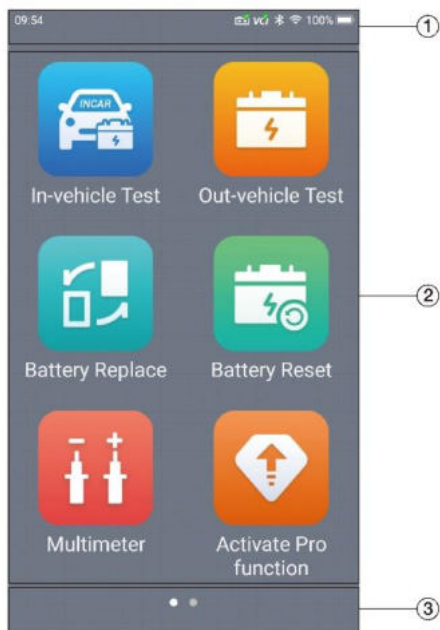 09:54 VCI 100%
①
INCAR
In-vehicle Test Out-vehicle Test
②
Battery Replace Battery Reset
Multimeter Activate Pro
function
③